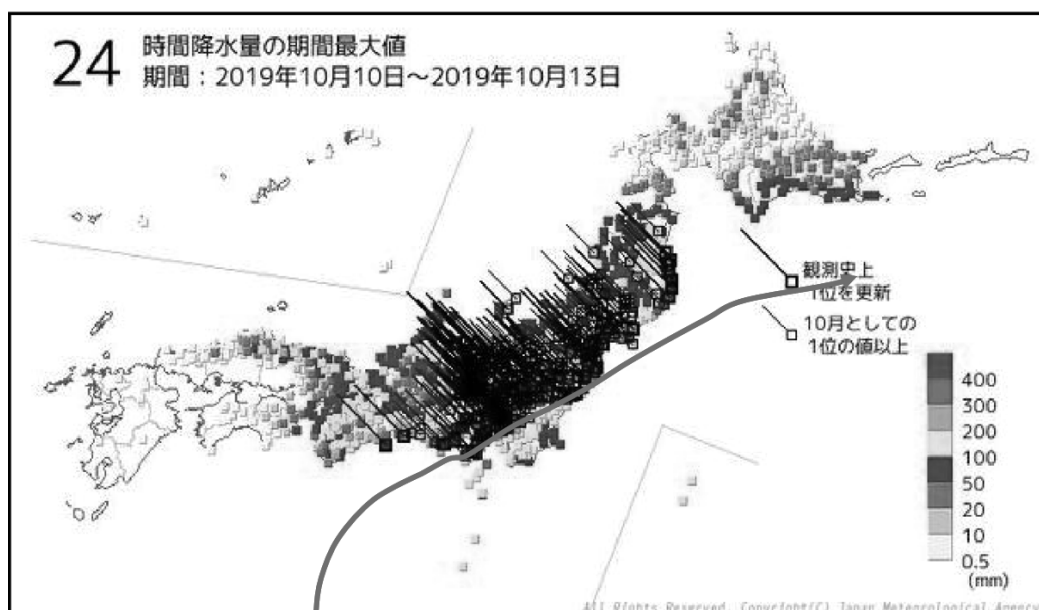 24 時間降水量の期間最大値
期間：2019年10月10日～2019年10月13日
観測史上
1位を更新
10月としての
1位の値以上
400
300
200
100
50
20
10
0.5
(mm)
All Rights Reserved. Copyright(C) Japan Meteorological Agency